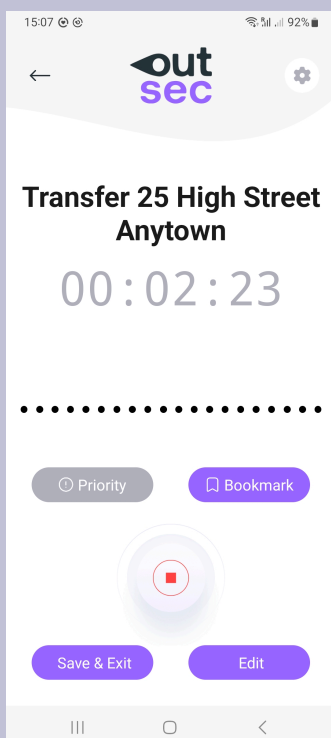 15:07 92%
out
sec
Transfer 25 High Street
Anytown
00:02:23
Priority Bookmark
Save & Exit Edit